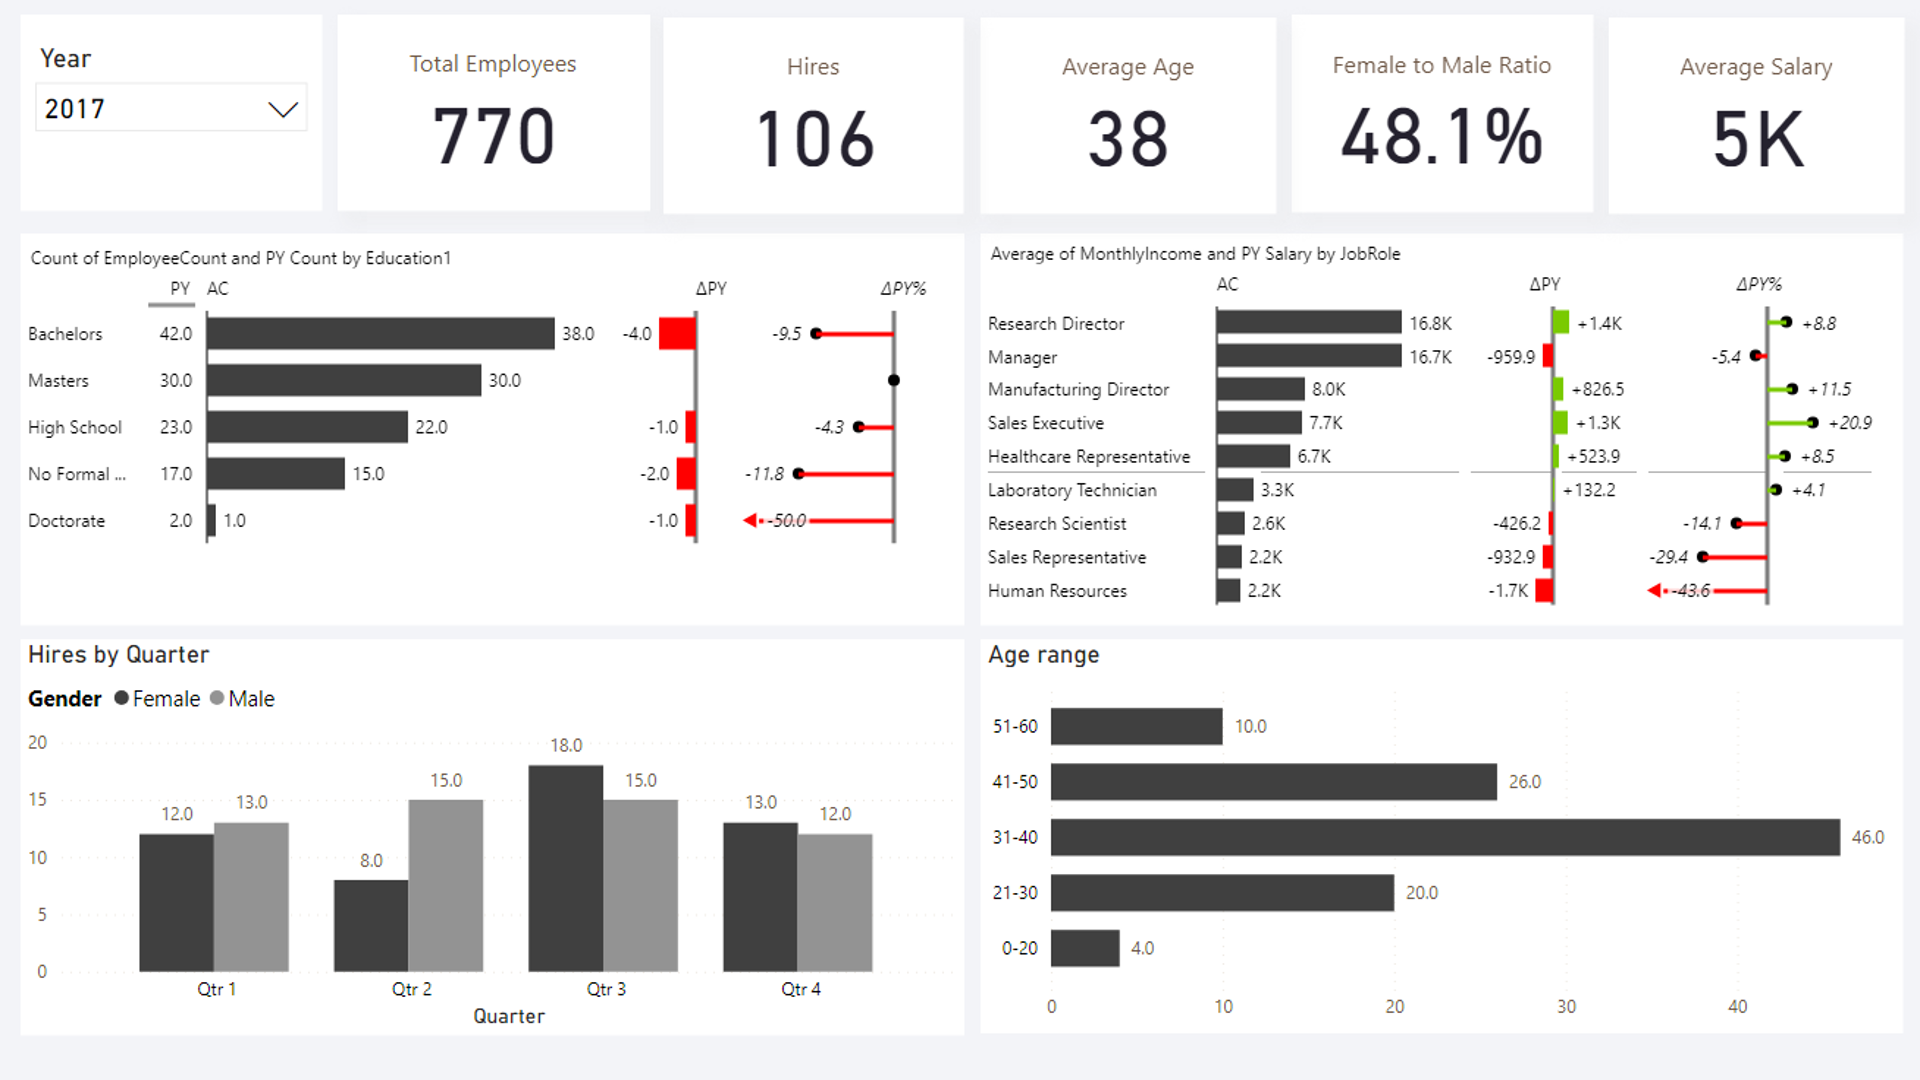 Year
2017
Total Employees
770
Hires
106
Average Age
38
Female to Male Ratio
48.1%
Average Salary
5K
Count of EmployeeCount and PY Count by Education1
PY AC ΔPY ΔPY%
Bachelors 42.0 38.0 -4.0 -9.5
Masters 30.0 30.0
High School 23.0 22.0 -1.0 -4.3
No Formal ... 17.0 15.0 -2.0 -11.8
Doctorate 2.0 1.0 -1.0 -50.0
Average of MonthlyIncome and PY Salary by JobRole
AC ΔPY ΔPY%
Research Director 16.8K +1.4K +8.8
Manager 16.7K -959.9 -5.4
Manufacturing Director 8.0K +826.5 +11.5
Sales Executive 7.7K +1.3K +20.9
Healthcare Representative 6.7K +523.9 +8.5
Laboratory Technician 3.3K +132.2 +4.1
Research Scientist 2.6K -426.2 -14.1
Sales Representative 2.2K -932.9 -29.4
Human Resources 2.2K -1.7K -43.6
Hires by Quarter
Gender Female Male
20
15
10
5
0
12.0 13.0
8.0 15.0
18.0 15.0
13.0 12.0
Qtr 1 Qtr 2 Qtr 3 Qtr 4
Quarter
Age range
51-60 10.0
41-50 26.0
31-40 46.0
21-30 20.0
0-20 4.0
0 10 20 30 40